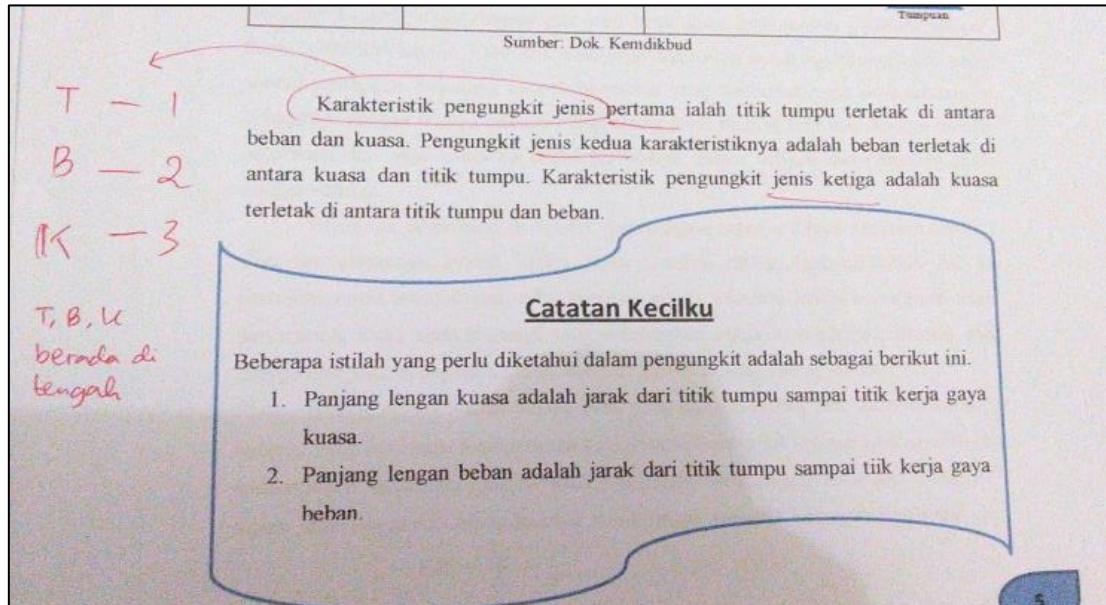 Tumpuan
Sumber: Dok. Kemdikbud
T - 1
B - 2
K - 3
T, B, K
berada di
tengah
Karakteristik pengungkit jenis pertama ialah titik tumpu terletak di antara
beban dan kuasa. Pengungkit jenis kedua karakteristiknya adalah beban terletak di
antara kuasa dan titik tumpu. Karakteristik pengungkit jenis ketiga adalah kuasa
terletak di antara titik tumpu dan beban.
Catatan Kecilku
Beberapa istilah yang perlu diketahui dalam pengungkit adalah sebagai berikut ini.
1. Panjang lengan kuasa adalah jarak dari titik tumpu sampai titik kerja gaya
kuasa.
2. Panjang lengan beban adalah jarak dari titik tumpu sampai tiik kerja gaya
beban.
5